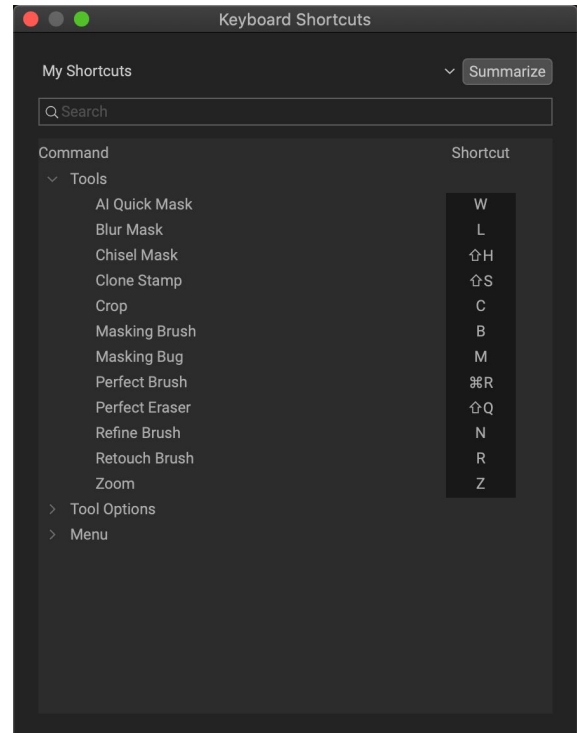 Keyboard Shortcuts
My Shortcuts Summarize
Search
Command Shortcut
Tools
AI Quick Mask W
Blur Mask L
Chisel Mask ⇧H
Clone Stamp ⇧S
Crop C
Masking Brush B
Masking Bug M
Perfect Brush ⌘R
Perfect Eraser ⇧Q
Refine Brush N
Retouch Brush R
Zoom Z
Tool Options
Menu